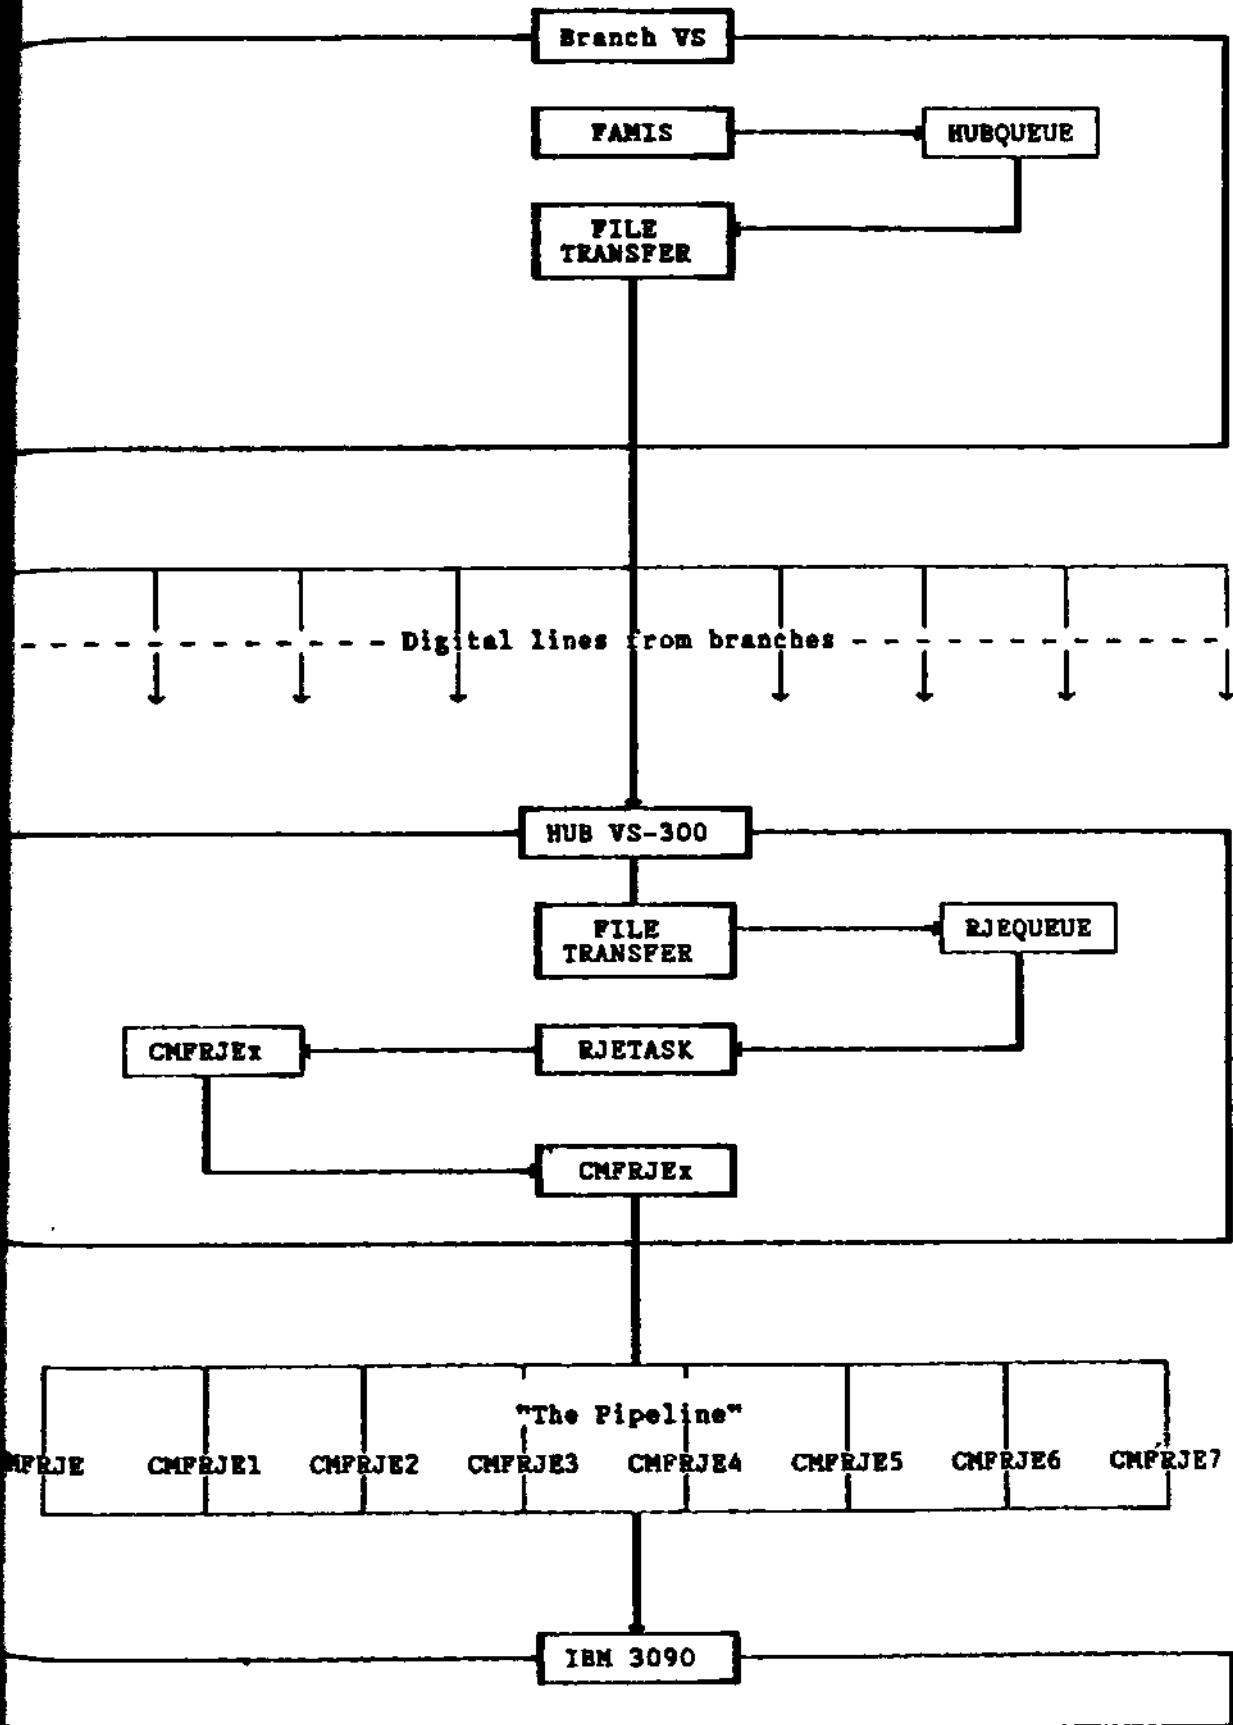 Branch VS
FAMIS
HUBQUEUE
FILE
TRANSFER
Digital lines from branches
HUB VS-300
FILE
TRANSFER
RJEQUEUE
CMFRJEx
RJETASK
CMFRJEx
"The Pipeline"
MFRJE CMFRJE1 CMFRJE2 CMFRJE3 CMFRJE4 CMFRJE5 CMFRJE6 CMFRJE7
IBM 3090